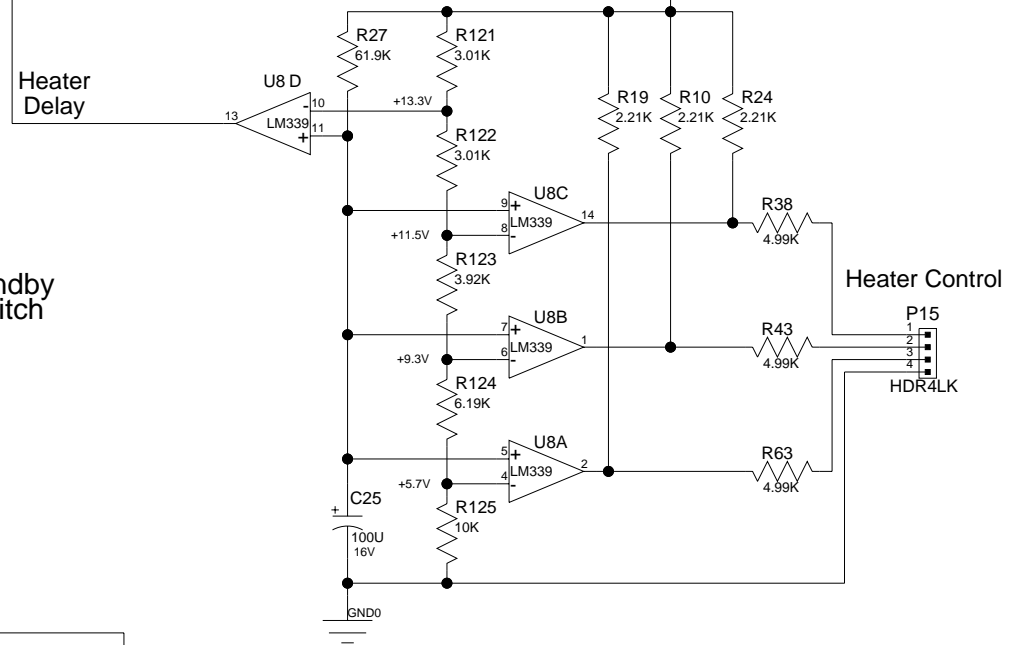 R27
61.9K
R121
3.01K
Heater
Delay
U8 D
13
10
-
LM339
11
+
+13.3V
R19
2.21K
R10
2.21K
R24
2.21K
R122
3.01K
U8C
9
+
LM339
8
-
14
+11.5V
R38
4.99K
R123
3.92K
ndby
itch
Heater Control
U8B
7
+
LM339
6
-
1
+9.3V
R43
4.99K
P15
1
2
3
4
HDR4LK
R124
6.19K
U8A
5
+
LM339
4
-
2
+5.7V
R63
4.99K
C25
+
100U
16V
R125
10K
GND0